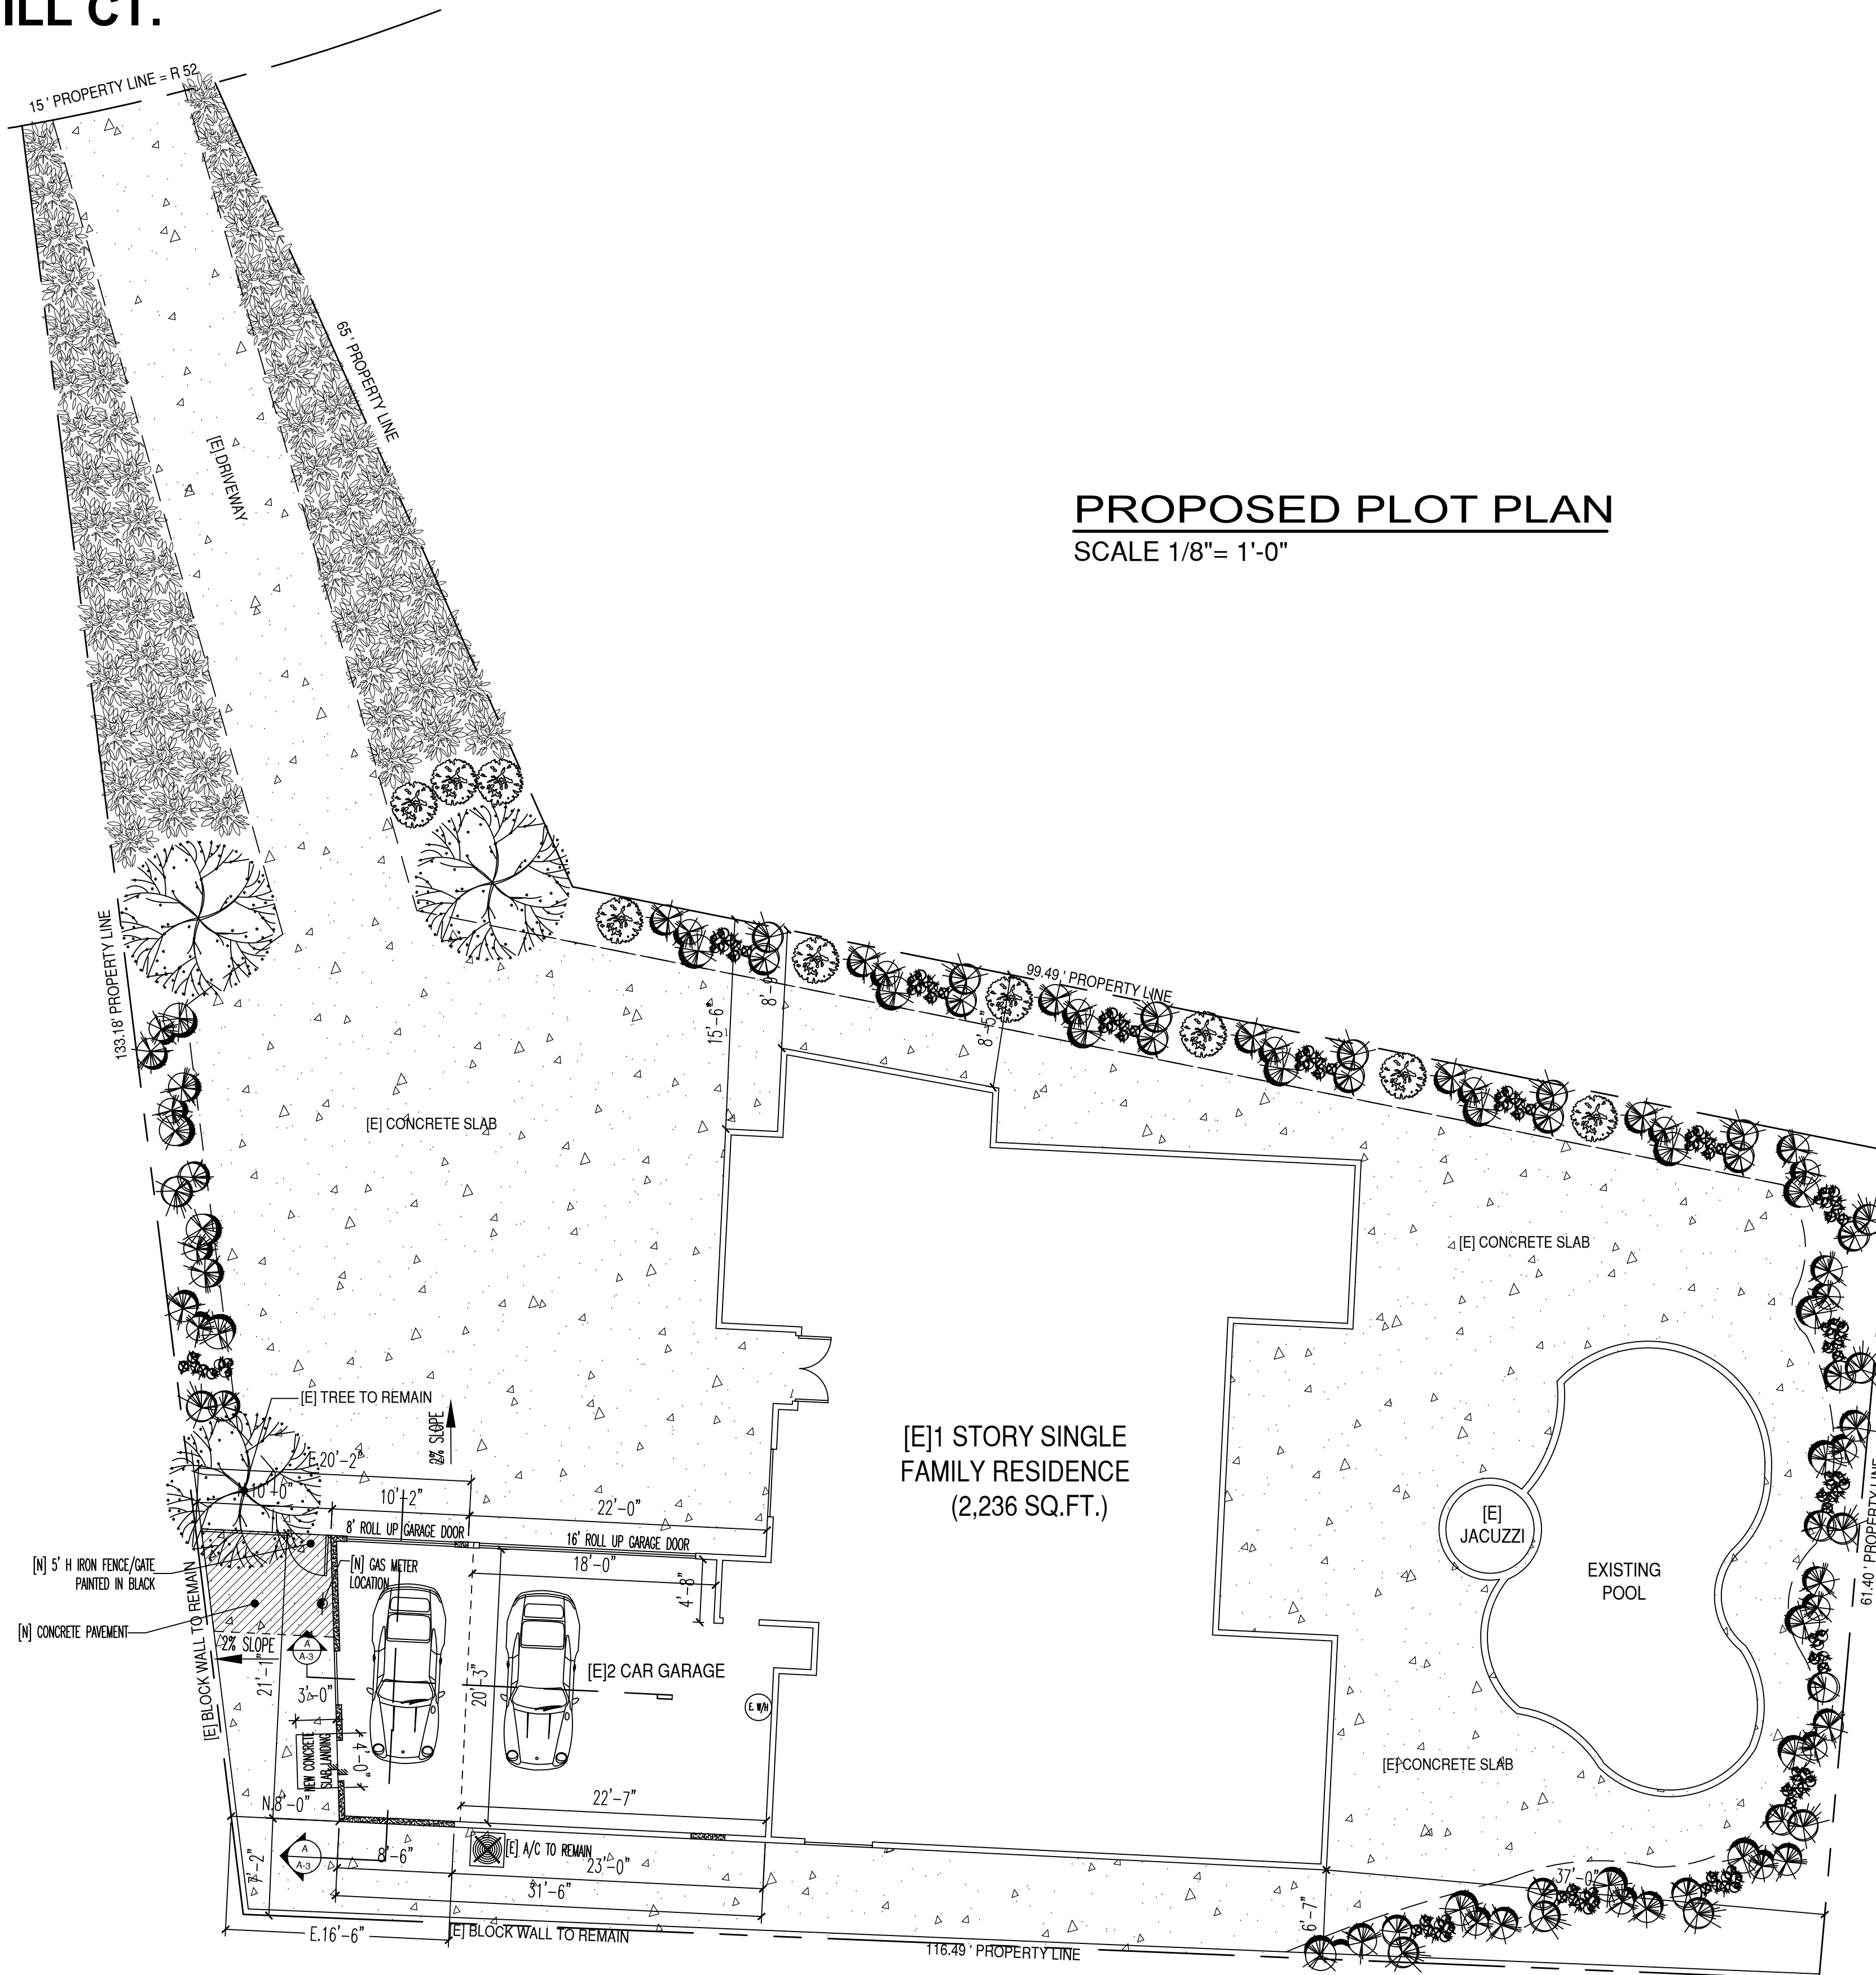 ILL CT.
15 ' PROPERTY LINE = R 52
65 ' PROPERTY LINE
[E] DRIVEWAY
PROPOSED PLOT PLAN
SCALE 1/8"= 1'-0"
133.18' PROPERTY LINE
99.49 ' PROPERTY LINE
15'-6"
8'-9"
8'-5"
[E] CONCRETE SLAB
[E] CONCRETE SLAB
[E] TREE TO REMAIN
2% SLOPE
E.20'-2"
10'-0"
10'-2"
22'-0"
8' ROLL UP GARAGE DOOR
16' ROLL UP GARAGE DOOR
[E]1 STORY SINGLE
FAMILY RESIDENCE
(2,236 SQ.FT.)
[E]
JACUZZI
EXISTING
POOL
61.40 ' PROPERTY LINE
[N] 5' H IRON FENCE/GATE
PAINTED IN BLACK
[N] GAS METER
LOCATION
18'-0"
4'-8"
[N] CONCRETE PAVEMENT
[E] BLOCK WALL TO REMAIN
2% SLOPE
A
A-3
21'-1"
3'-0"
20'-3"
[E]2 CAR GARAGE
E. W/H
NEW CONCRETE
SLAB LANDING
4'-0"
[E] CONCRETE SLAB
N.8'-0"
22'-7"
7'-2"
A
A-3
8'-6"
[E] A/C TO REMAIN
23'-0"
31'-6"
37'-0"
6'-7"
E.16'-6"
[E] BLOCK WALL TO REMAIN
116.49 ' PROPERTY LINE